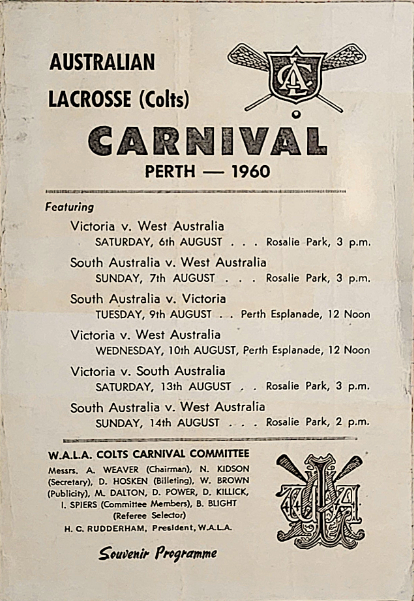 AUSTRALIAN
LACROSSE (Colts)
CARNIVAL
PERTH — 1960
Featuring
Victoria v. West Australia
SATURDAY, 6th AUGUST . . . Rosalie Park, 3 p.m.
South Australia v. West Australia
SUNDAY, 7th AUGUST . . . Rosalie Park, 3 p.m.
South Australia v. Victoria
TUESDAY, 9th AUGUST . . Perth Esplanade, 12 Noon
Victoria v. West Australia
WEDNESDAY, 10th AUGUST, Perth Esplanade, 12 Noon
Victoria v. South Australia
SATURDAY, 13th AUGUST . . Rosalie Park, 3 p.m.
South Australia v. West Australia
SUNDAY, 14th AUGUST . . Rosalie Park, 2 p.m.
W.A.L.A. COLTS CARNIVAL COMMITTEE
Messrs. A. WEAVER (Chairman), N. KIDSON
(Secretary), D. HOSKEN (Billeting), W. BROWN
(Publicity), M. DALTON, D. POWER, D. KILLICK,
I. SPIERS (Committee Members), B. BLIGHT
(Referee Selector)
H. C. RUDDERHAM, President, W.A.L.A.
Souvenir Programme